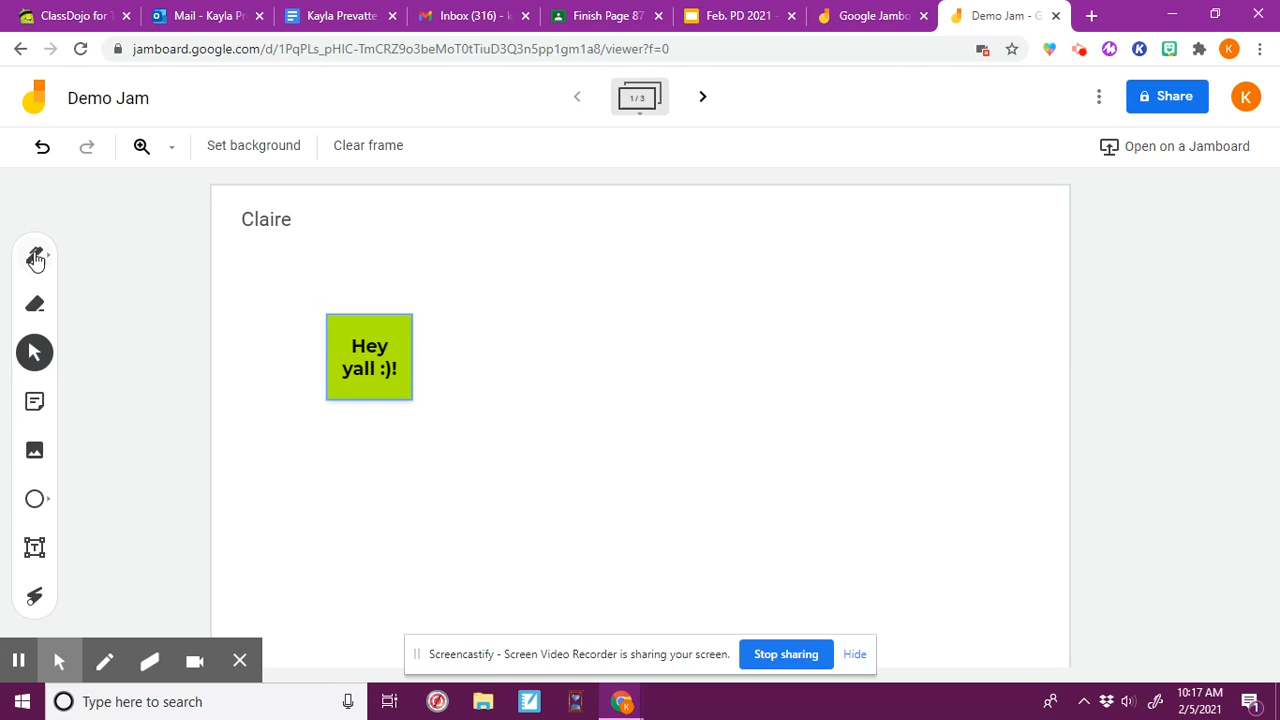 ClassDojo for T
Mail - Kayla Pr
Kayla Prevatte
Inbox (316) - k
Finish Page 87
Feb. PD 2021 -
Google Jambo
Demo Jam - G
jamboard.google.com/d/1PqPLs_pHIC-TmCRZ9o3beMoT0tTiuD3Q3n5pp1gm1a8/viewer?f=0
K
Demo Jam
1 / 3
Share
K
Set background
Clear frame
Open on a Jamboard
Claire
Hey
yall :)!
T
Screencastify - Screen Video Recorder is sharing your screen.
Stop sharing
Hide
Type here to search
10:17 AM
2/5/2021
1